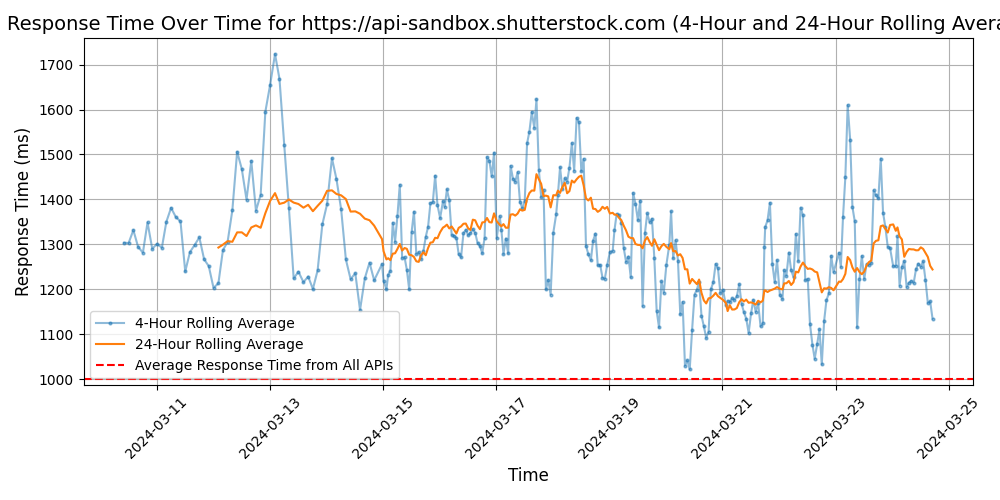 Response Time Over Time for https://api-sandbox.shutterstock.com (4-Hour and 24-Hour Rolling Avera
1700
1600
1500
1400
1300
1200
1100
1000
Response Time (ms)
4-Hour Rolling Average
24-Hour Rolling Average
Average Response Time from All APIs
2024-03-11
2024-03-13
2024-03-15
2024-03-17
2024-03-19
2024-03-21
2024-03-23
2024-03-25
Time